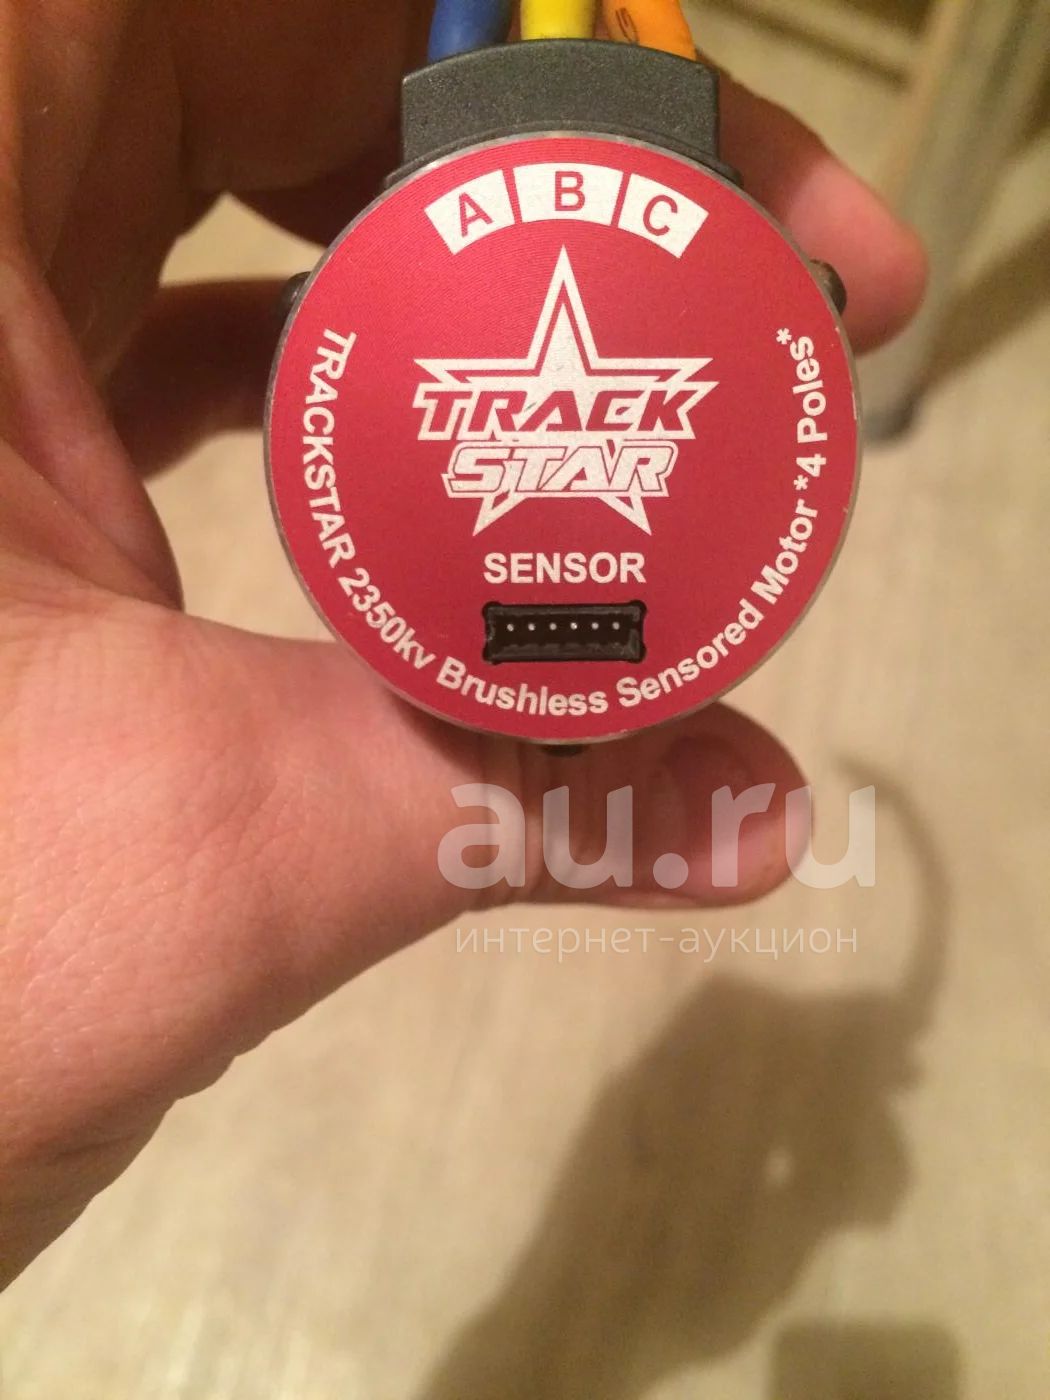 A B C
TRACK
STAR
SENSOR
TRACKSTAR 2350kv Brushless Sensored Motor *4 Poles*
au.ru
интернет-аукцион